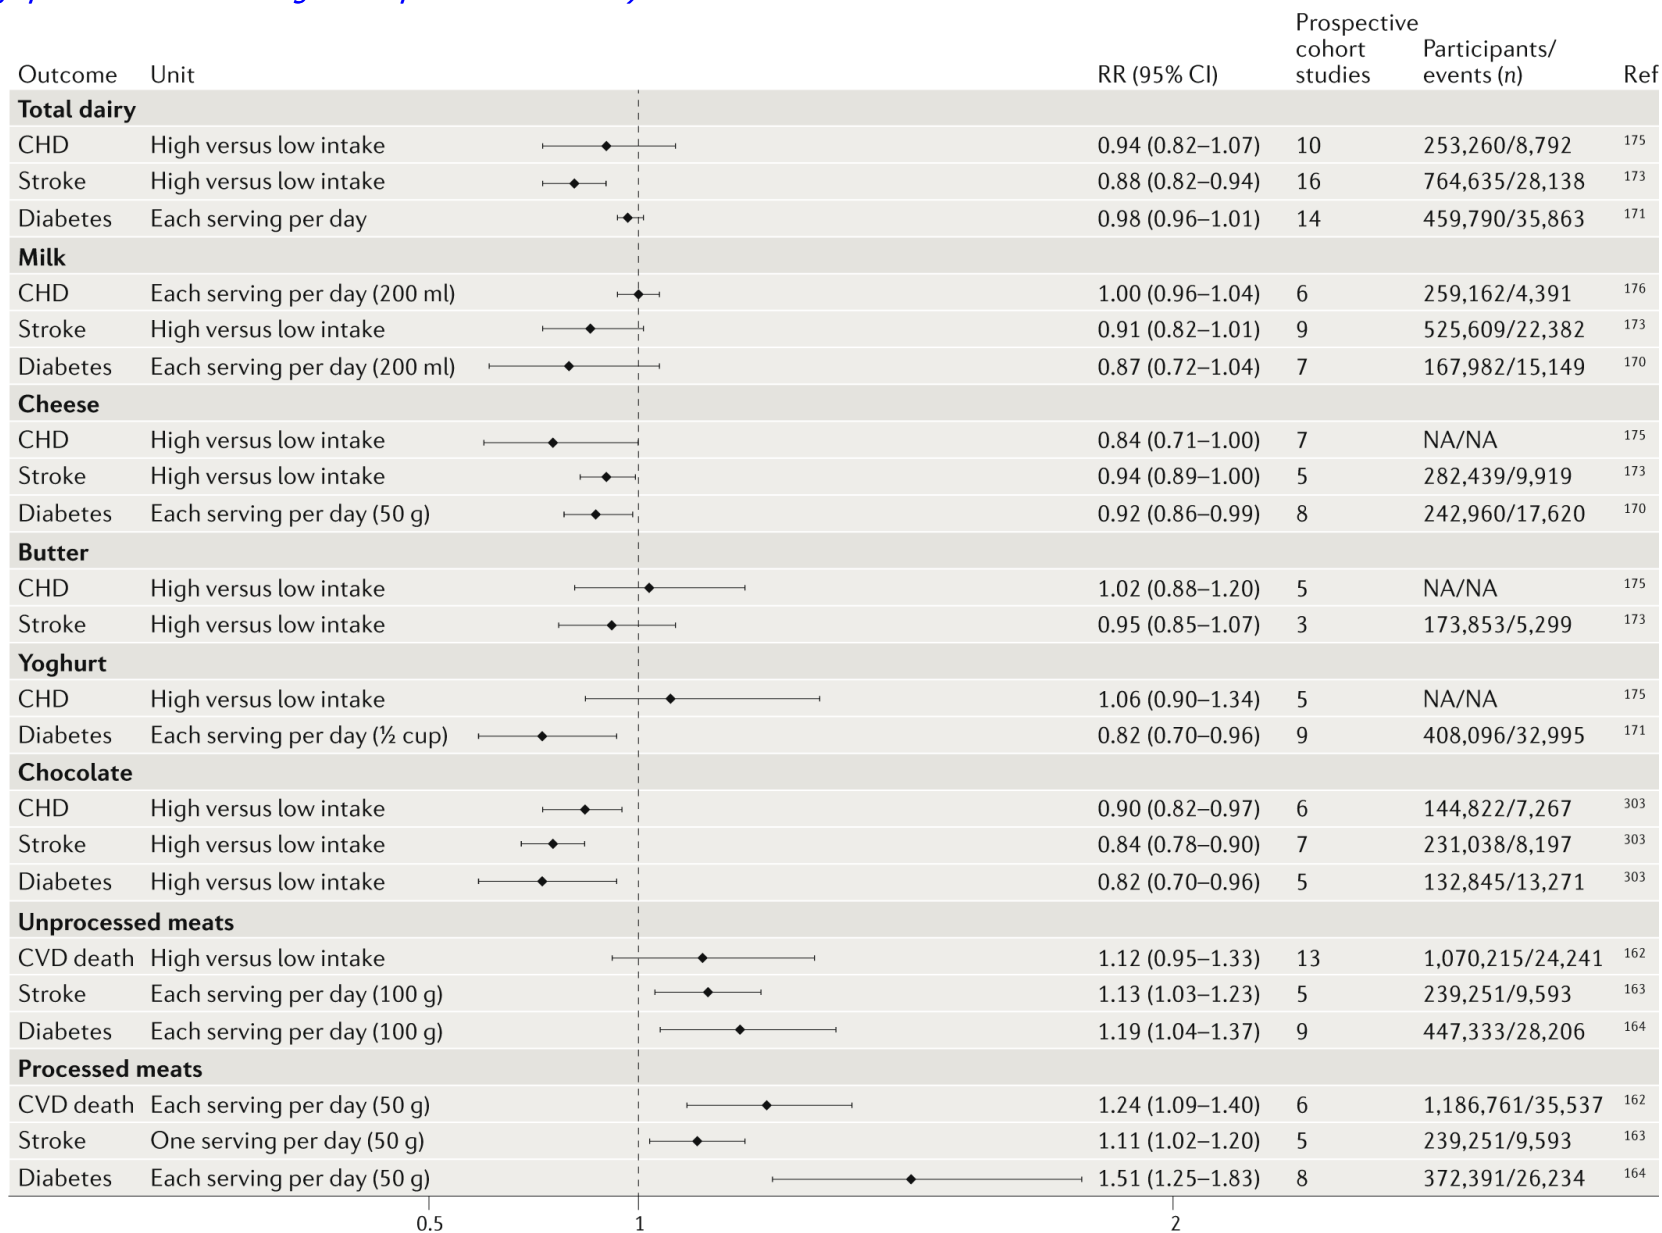 Prospective
cohort
studies
Participants/
events (n)
Outcome Unit RR (95% CI) Ref
Total dairy
CHD High versus low intake 0.94 (0.82–1.07) 10 253,260/8,792 175
Stroke High versus low intake 0.88 (0.82–0.94) 16 764,635/28,138 173
Diabetes Each serving per day 0.98 (0.96–1.01) 14 459,790/35,863 171
Milk
CHD Each serving per day (200 ml) 1.00 (0.96–1.04) 6 259,162/4,391 176
Stroke High versus low intake 0.91 (0.82–1.01) 9 525,609/22,382 173
Diabetes Each serving per day (200 ml) 0.87 (0.72–1.04) 7 167,982/15,149 170
Cheese
CHD High versus low intake 0.84 (0.71–1.00) 7 NA/NA 175
Stroke High versus low intake 0.94 (0.89–1.00) 5 282,439/9,919 173
Diabetes Each serving per day (50 g) 0.92 (0.86–0.99) 8 242,960/17,620 170
Butter
CHD High versus low intake 1.02 (0.88–1.20) 5 NA/NA 175
Stroke High versus low intake 0.95 (0.85–1.07) 3 173,853/5,299 173
Yoghurt
CHD High versus low intake 1.06 (0.90–1.34) 5 NA/NA 175
Diabetes Each serving per day (½ cup) 0.82 (0.70–0.96) 9 408,096/32,995 171
Chocolate
CHD High versus low intake 0.90 (0.82–0.97) 6 144,822/7,267 303
Stroke High versus low intake 0.84 (0.78–0.90) 7 231,038/8,197 303
Diabetes High versus low intake 0.82 (0.70–0.96) 5 132,845/13,271 303
Unprocessed meats
CVD death High versus low intake 1.12 (0.95–1.33) 13 1,070,215/24,241 162
Stroke Each serving per day (100 g) 1.13 (1.03–1.23) 5 239,251/9,593 163
Diabetes Each serving per day (100 g) 1.19 (1.04–1.37) 9 447,333/28,206 164
Processed meats
CVD death Each serving per day (50 g) 1.24 (1.09–1.40) 6 1,186,761/35,537 162
Stroke One serving per day (50 g) 1.11 (1.02–1.20) 5 239,251/9,593 163
Diabetes Each serving per day (50 g) 1.51 (1.25–1.83) 8 372,391/26,234 164
0.5 1 2